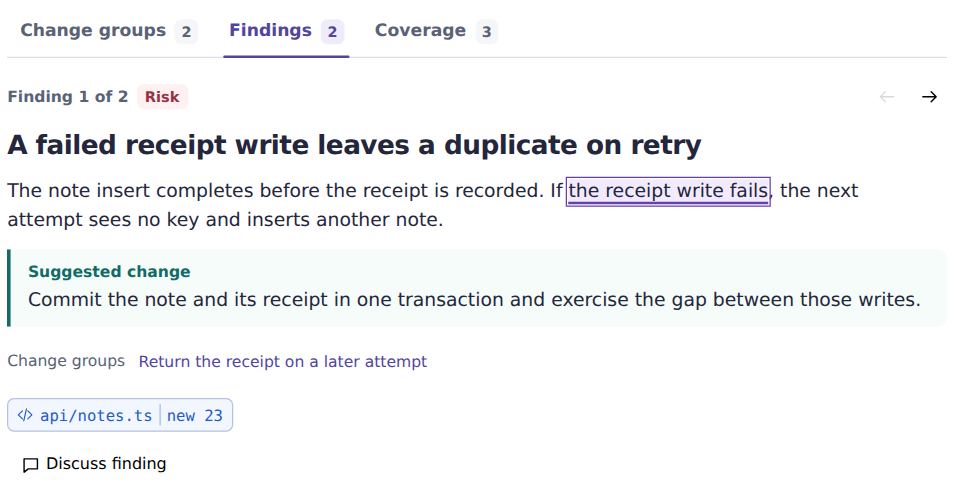 Change groups 2 Findings 2 Coverage 3
Finding 1 of 2 Risk
A failed receipt write leaves a duplicate on retry
The note insert completes before the receipt is recorded. If the receipt write fails, the next
attempt sees no key and inserts another note.
Suggested change
Commit the note and its receipt in one transaction and exercise the gap between those writes.
Change groups Return the receipt on a later attempt
api/notes.ts new 23
Discuss finding